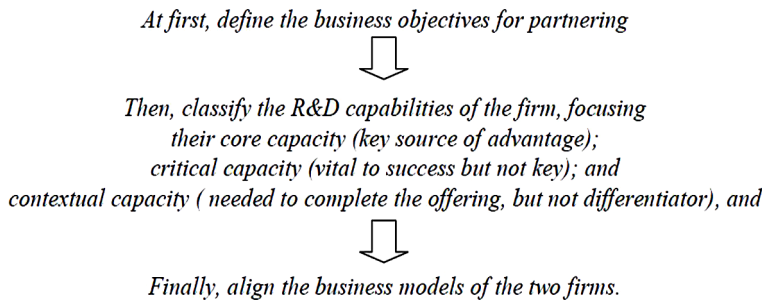 At first, define the business objectives for partnering
Then, classify the R&D capabilities of the firm, focusing
their core capacity (key source of advantage);
critical capacity (vital to success but not key); and
contextual capacity ( needed to complete the offering, but not differentiator), and
Finally, align the business models of the two firms.